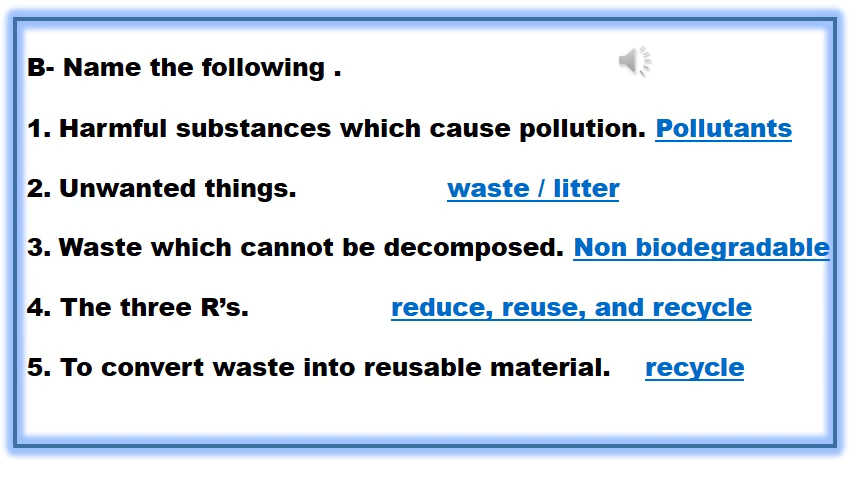 B- Name the following .
1. Harmful substances which cause pollution. Pollutants
2. Unwanted things. waste / litter
3. Waste which cannot be decomposed. Non biodegradable
4. The three R’s. reduce, reuse, and recycle
5. To convert waste into reusable material. recycle